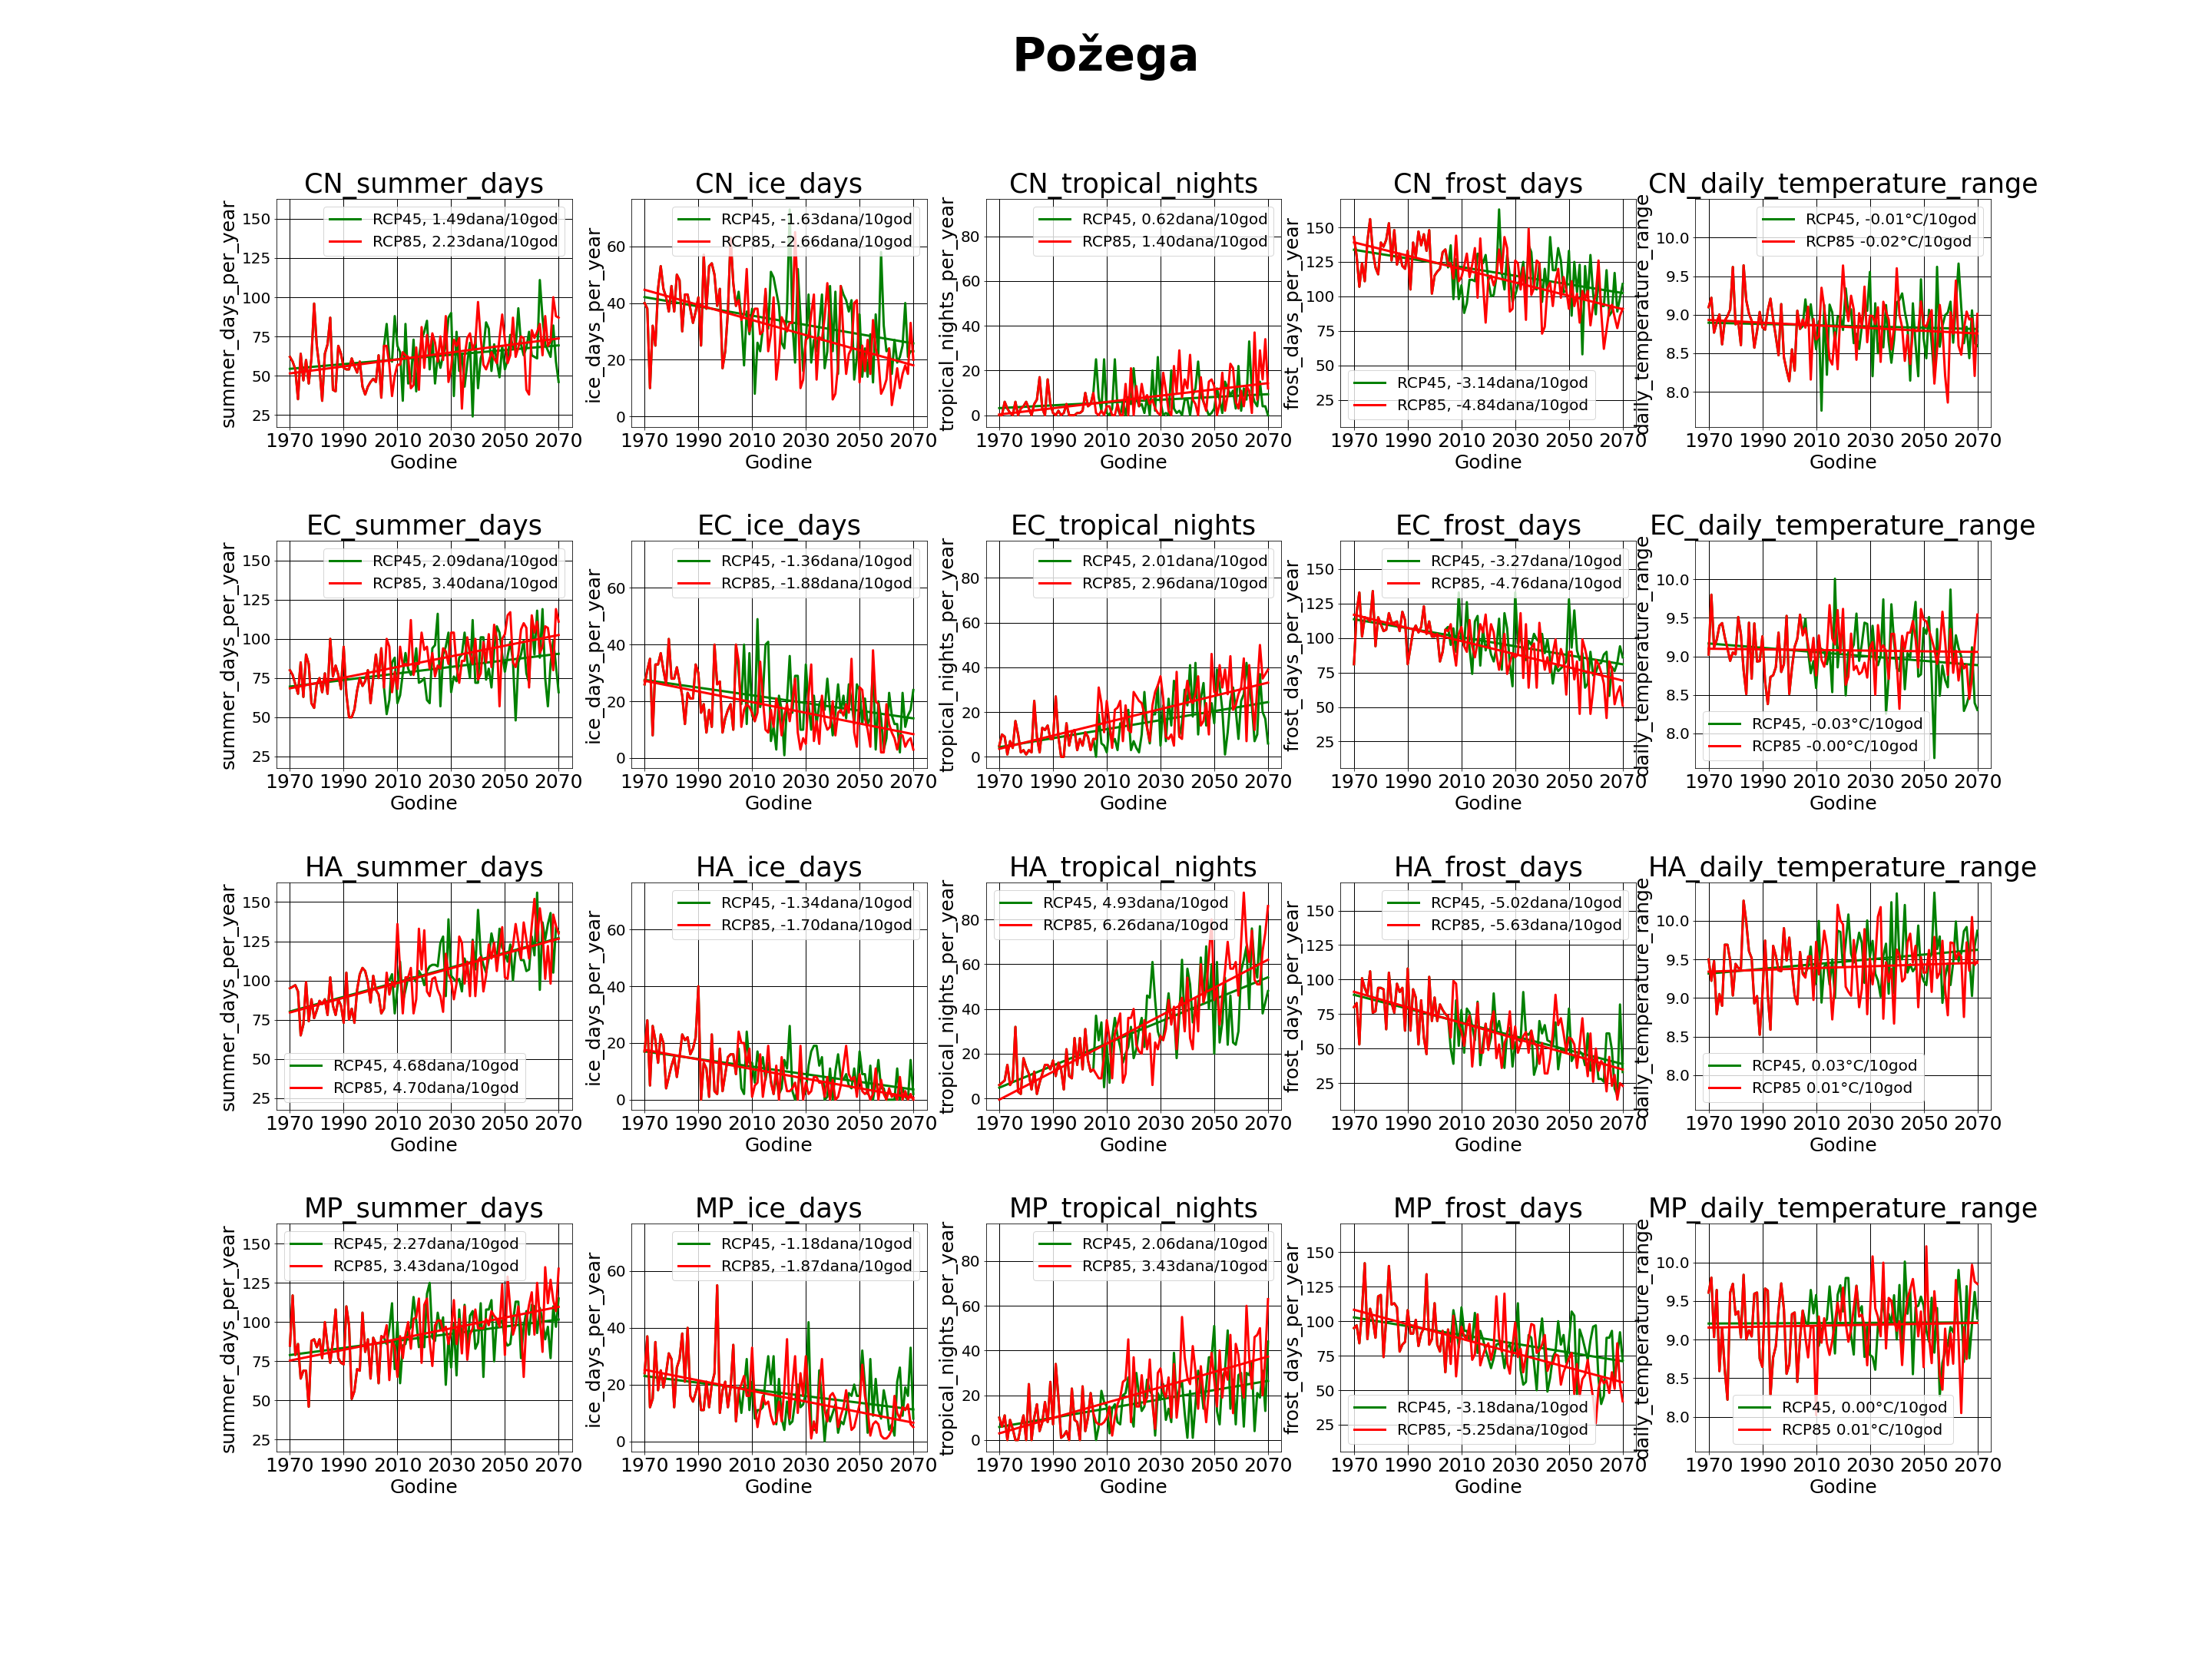 Požega
CN_summer_days
summer_days_per_year
150
125
100
75
50
25
RCP45, 1.49dana/10god
RCP85, 2.23dana/10god
1970 1990 2010 2030 2050 2070
Godine
CN_ice_days
ice_days_per_year
60
40
20
0
RCP45, -1.63dana/10god
RCP85, -2.66dana/10god
1970 1990 2010 2030 2050 2070
Godine
CN_tropical_nights
tropical_nights_per_year
80
60
40
20
0
RCP45, 0.62dana/10god
RCP85, 1.40dana/10god
1970 1990 2010 2030 2050 2070
Godine
CN_frost_days
frost_days_per_year
150
125
100
75
50
25
RCP45, -3.14dana/10god
RCP85, -4.84dana/10god
1970 1990 2010 2030 2050 2070
Godine
CN_daily_temperature_range
daily_temperature_range
10.0
9.5
9.0
8.5
8.0
RCP45, -0.01°C/10god
RCP85 -0.02°C/10god
1970 1990 2010 2030 2050 2070
Godine
EC_summer_days
summer_days_per_year
150
125
100
75
50
25
RCP45, 2.09dana/10god
RCP85, 3.40dana/10god
1970 1990 2010 2030 2050 2070
Godine
EC_ice_days
ice_days_per_year
60
40
20
0
RCP45, -1.36dana/10god
RCP85, -1.88dana/10god
1970 1990 2010 2030 2050 2070
Godine
EC_tropical_nights
tropical_nights_per_year
80
60
40
20
0
RCP45, 2.01dana/10god
RCP85, 2.96dana/10god
1970 1990 2010 2030 2050 2070
Godine
EC_frost_days
frost_days_per_year
150
125
100
75
50
25
RCP45, -3.27dana/10god
RCP85, -4.76dana/10god
1970 1990 2010 2030 2050 2070
Godine
EC_daily_temperature_range
daily_temperature_range
10.0
9.5
9.0
8.5
8.0
RCP45, -0.03°C/10god
RCP85 -0.00°C/10god
1970 1990 2010 2030 2050 2070
Godine
HA_summer_days
summer_days_per_year
150
125
100
75
50
25
RCP45, 4.68dana/10god
RCP85, 4.70dana/10god
1970 1990 2010 2030 2050 2070
Godine
HA_ice_days
ice_days_per_year
60
40
20
0
RCP45, -1.34dana/10god
RCP85, -1.70dana/10god
1970 1990 2010 2030 2050 2070
Godine
HA_tropical_nights
tropical_nights_per_year
80
60
40
20
0
RCP45, 4.93dana/10god
RCP85, 6.26dana/10god
1970 1990 2010 2030 2050 2070
Godine
HA_frost_days
frost_days_per_year
150
125
100
75
50
25
RCP45, -5.02dana/10god
RCP85, -5.63dana/10god
1970 1990 2010 2030 2050 2070
Godine
HA_daily_temperature_range
daily_temperature_range
10.0
9.5
9.0
8.5
8.0
RCP45, 0.03°C/10god
RCP85 0.01°C/10god
1970 1990 2010 2030 2050 2070
Godine
MP_summer_days
summer_days_per_year
150
125
100
75
50
25
RCP45, 2.27dana/10god
RCP85, 3.43dana/10god
1970 1990 2010 2030 2050 2070
Godine
MP_ice_days
ice_days_per_year
60
40
20
0
RCP45, -1.18dana/10god
RCP85, -1.87dana/10god
1970 1990 2010 2030 2050 2070
Godine
MP_tropical_nights
tropical_nights_per_year
80
60
40
20
0
RCP45, 2.06dana/10god
RCP85, 3.43dana/10god
1970 1990 2010 2030 2050 2070
Godine
MP_frost_days
frost_days_per_year
150
125
100
75
50
25
RCP45, -3.18dana/10god
RCP85, -5.25dana/10god
1970 1990 2010 2030 2050 2070
Godine
MP_daily_temperature_range
daily_temperature_range
10.0
9.5
9.0
8.5
8.0
RCP45, 0.00°C/10god
RCP85 0.01°C/10god
1970 1990 2010 2030 2050 2070
Godine